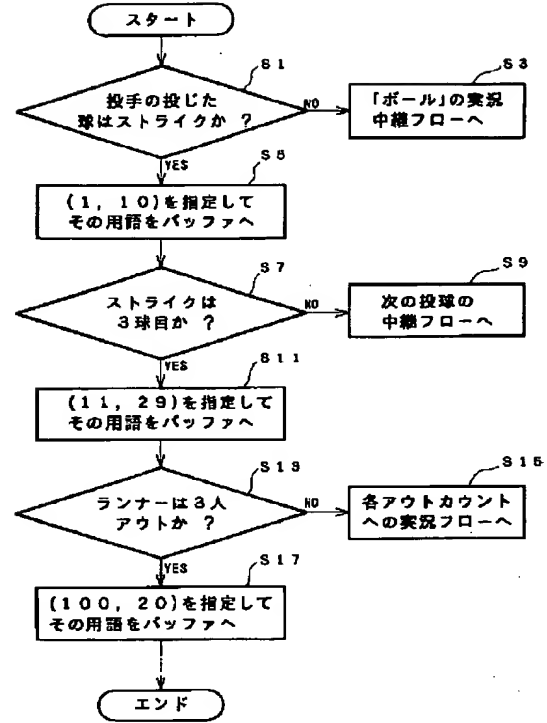 スタート
S1
投手の投じた
球はストライクか ?
NO
S3
「ボール」の実況
中継フローへ
YES
S5
(1, 10)を指定して
その用語をバッファへ
S7
ストライクは
3球目か ?
NO
S9
次の投球の
中継フローへ
YES
S11
(11, 29)を指定して
その用語をバッファへ
S13
ランナーは3人
アウトか ?
NO
S15
各アウトカウント
への実況フローへ
YES
S17
(100, 20)を指定して
その用語をバッファへ
エンド